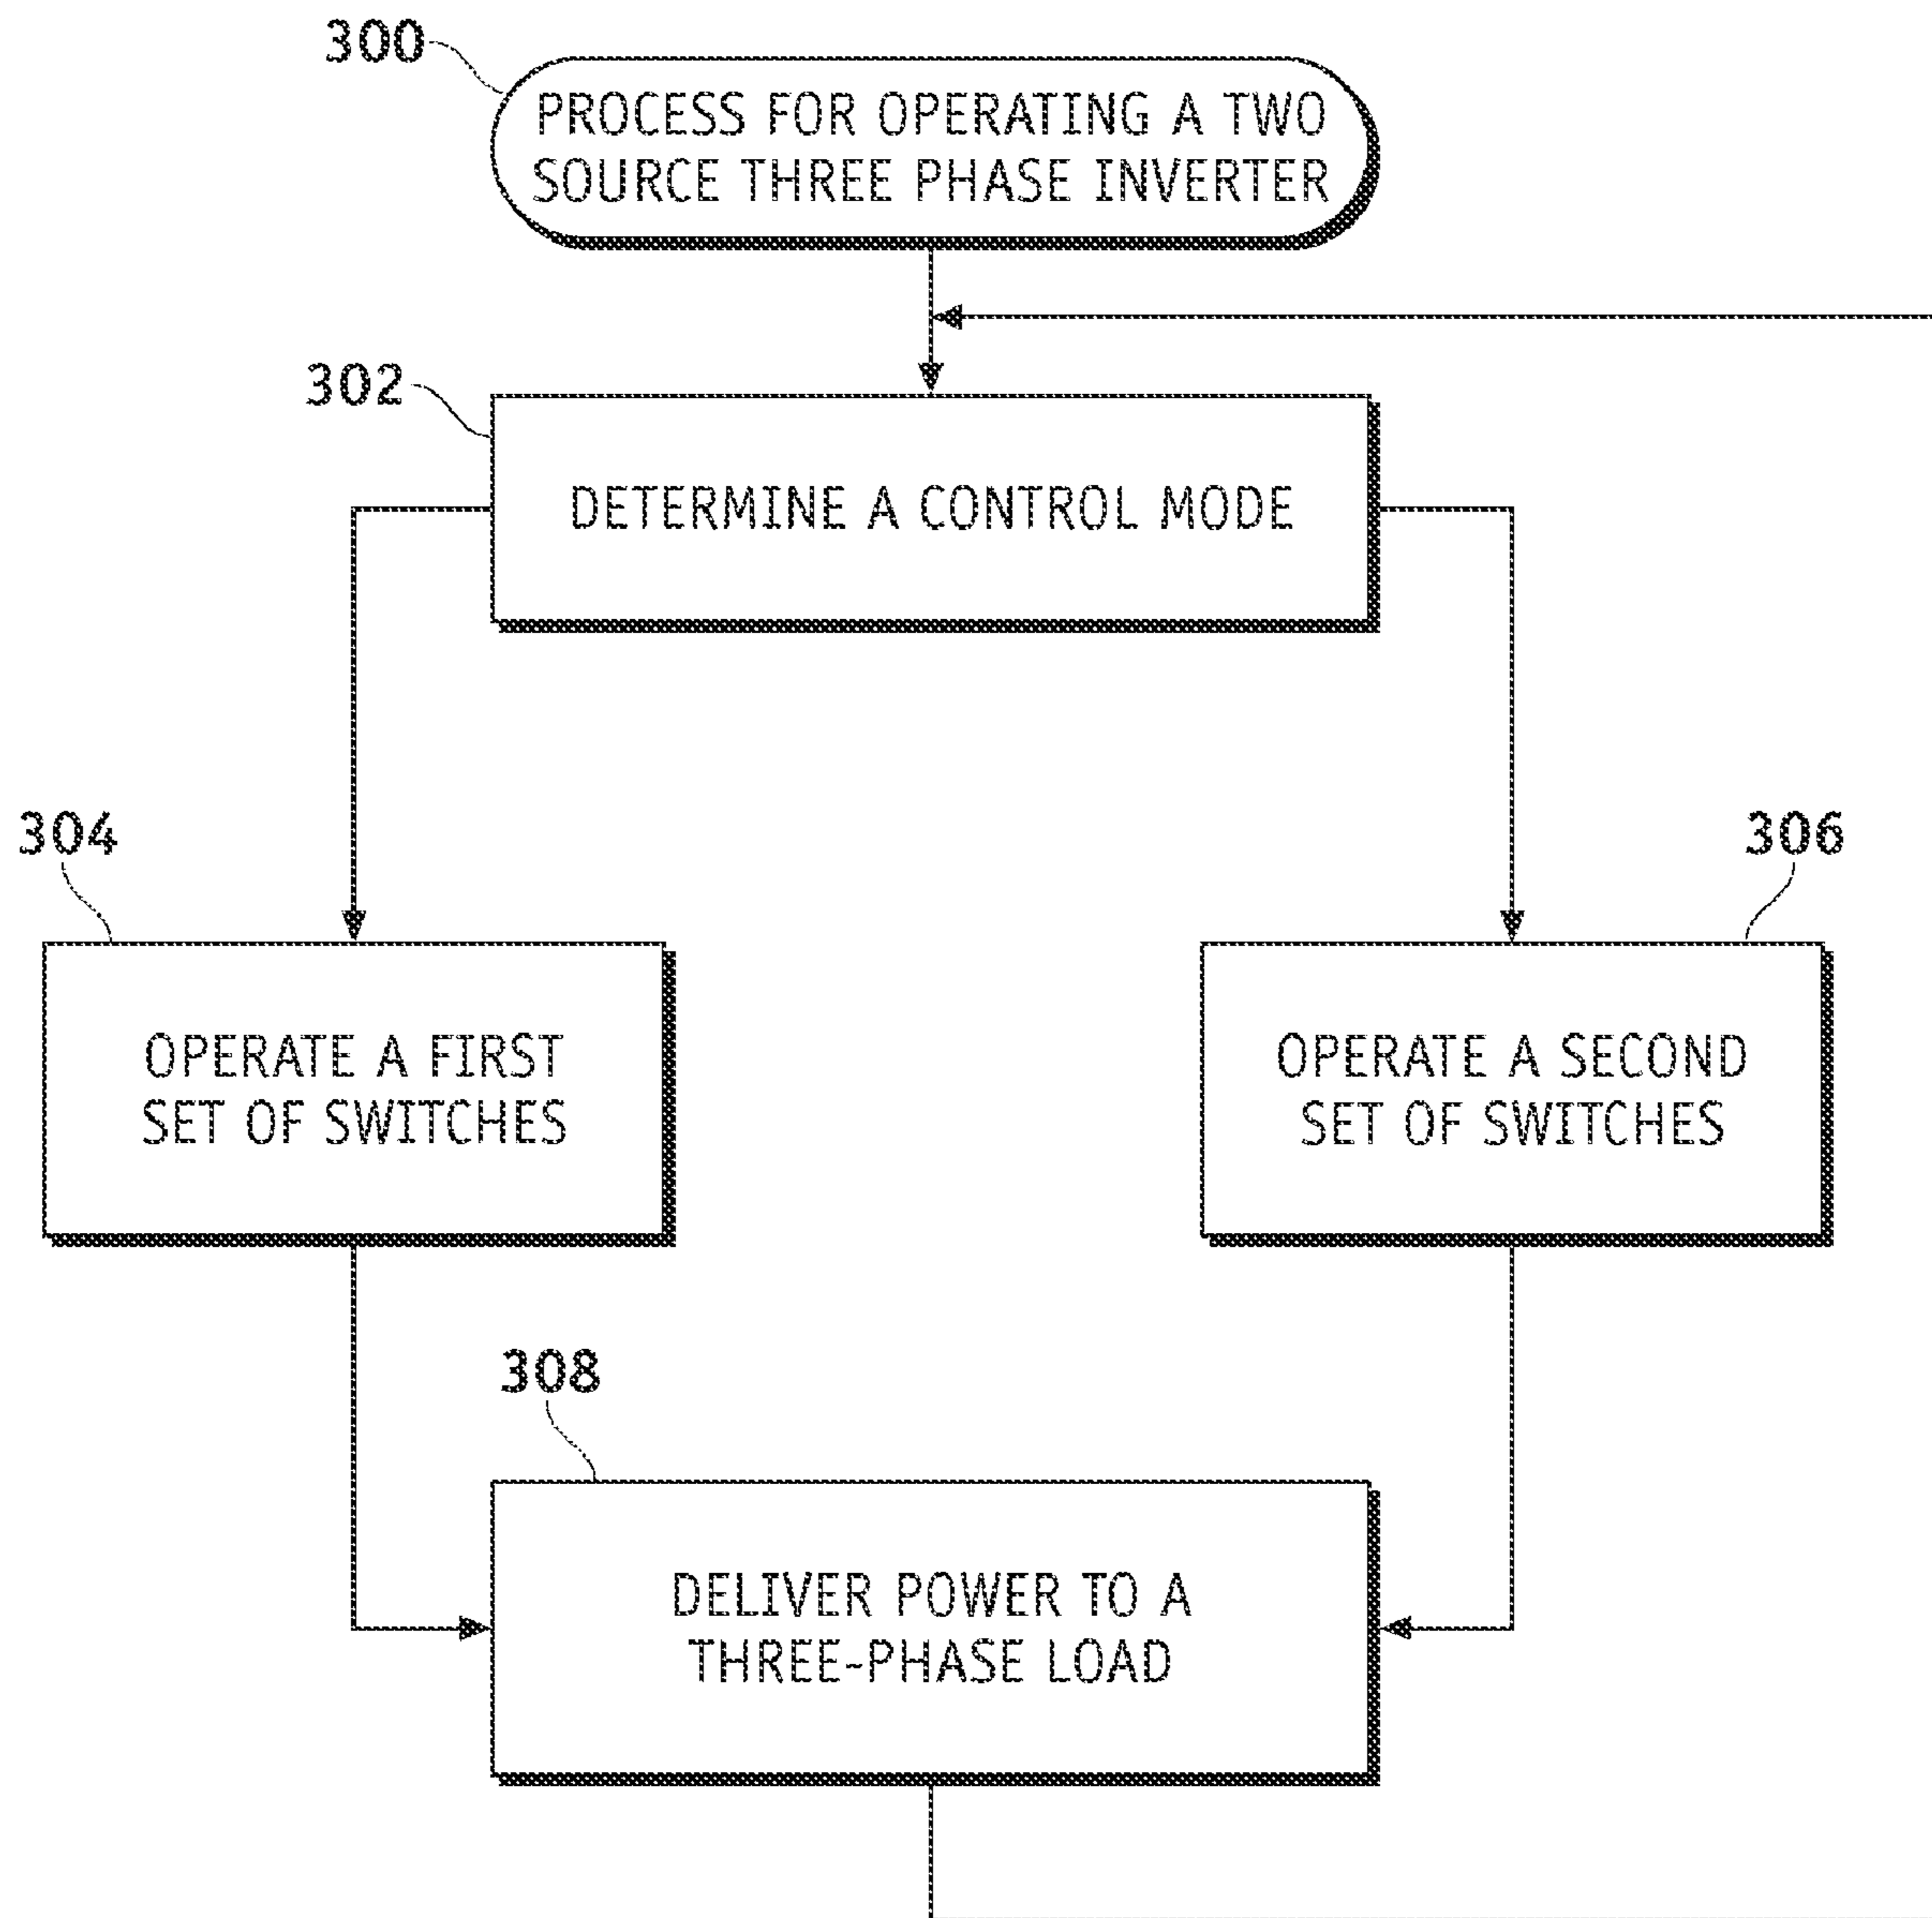 300
PROCESS FOR OPERATING A TWO
SOURCE THREE PHASE INVERTER
302
DETERMINE A CONTROL MODE
304
306
OPERATE A FIRST
SET OF SWITCHES
OPERATE A SECOND
SET OF SWITCHES
308
DELIVER POWER TO A
THREE-PHASE LOAD